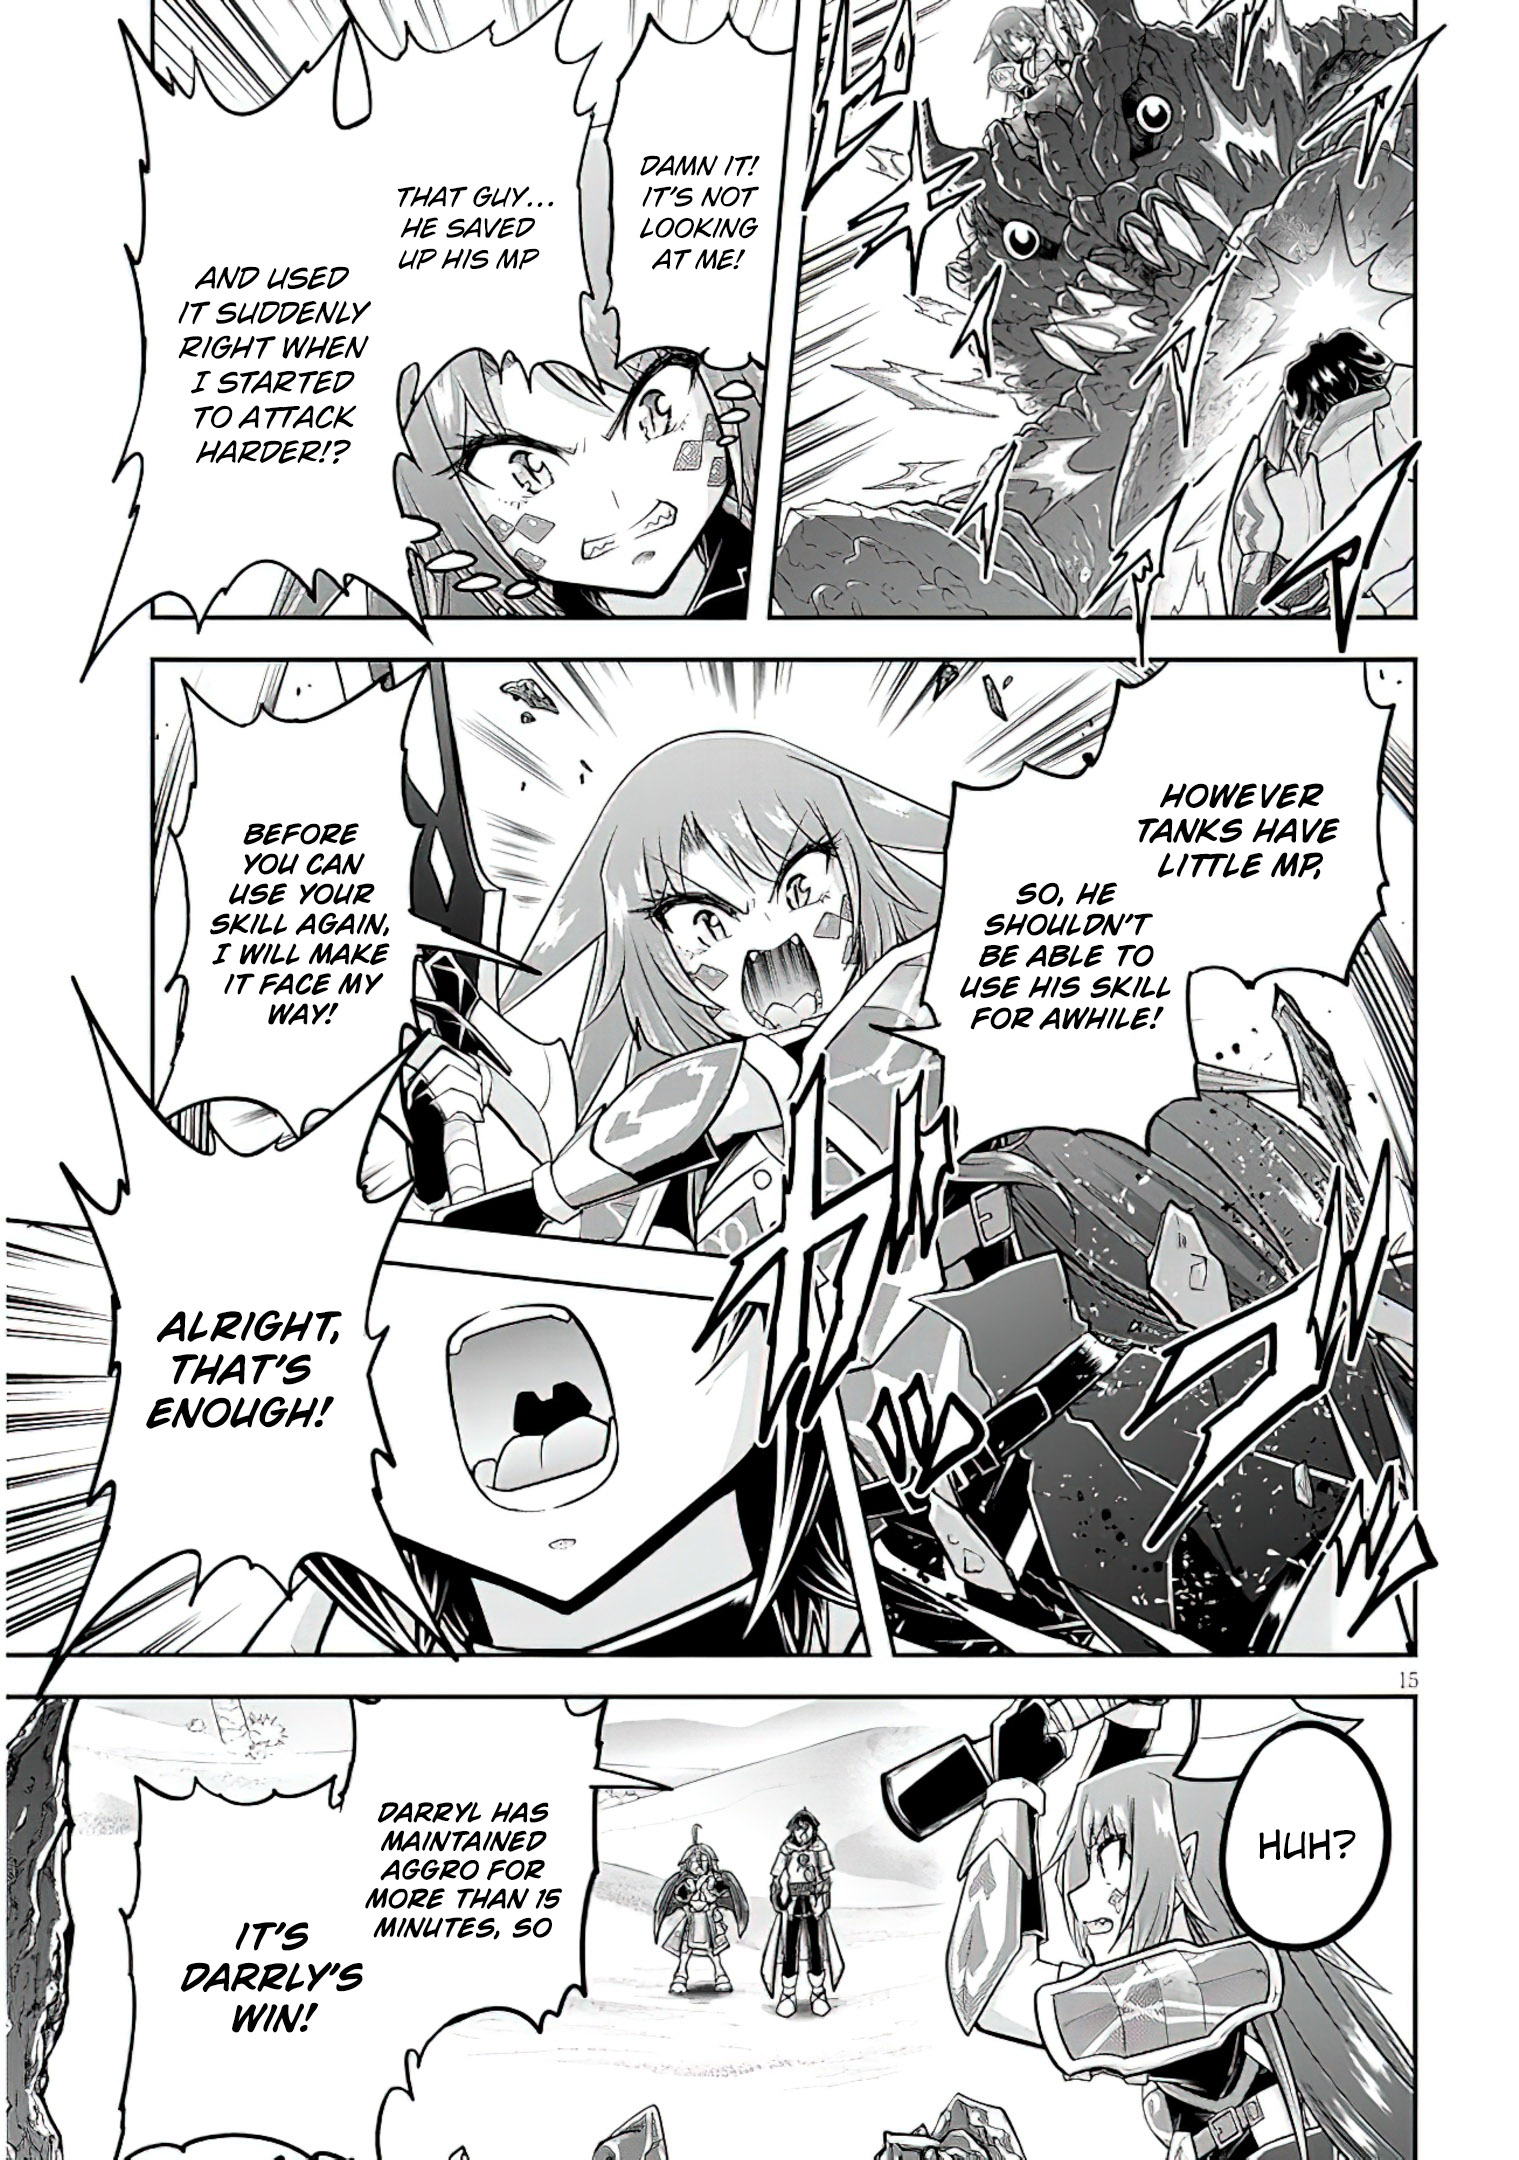 DAMN IT!
IT'S NOT
LOOKING
AT ME!
THAT GUY...
HE SAVED
UP HIS MP
AND USED
IT SUDDENLY
RIGHT WHEN
I STARTED
TO ATTACK
HARDER!?
HOWEVER
TANKS HAVE
LITTLE MP,
SO, HE
SHOULDN'T
BE ABLE TO
USE HIS SKILL
FOR AWHILE!
BEFORE
YOU CAN
USE YOUR
SKILL AGAIN,
I WILL MAKE
IT FACE MY
WAY!
ALRIGHT,
THAT'S
ENOUGH!
15
HUH?
DARRYL HAS
MAINTAINED
AGGRO FOR
MORE THAN 15
MINUTES, SO
IT'S
DARRLY'S
WIN!